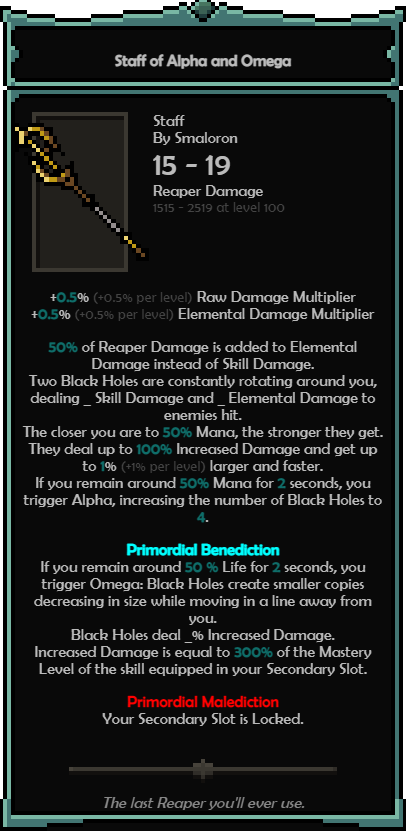 Staff of Alpha and Omega
Staff
By Smaloron
15 - 19
Reaper Damage
1515 - 2519 at level 100
+0.5% (+0.5% per level) Raw Damage Multiplier
+0.5% (+0.5% per level) Elemental Damage Multiplier
50% of Reaper Damage is added to Elemental
Damage instead of Skill Damage.
Two Black Holes are constantly rotating around you,
dealing _ Skill Damage and _ Elemental Damage to
enemies hit.
The closer you are to 50% Mana, the stronger they get.
They deal up to 100% Increased Damage and get up
to 1% (+1% per level) larger and faster.
If you remain around 50% Mana for 2 seconds, you
trigger Alpha, increasing the number of Black Holes to
4.
Primordial Benediction
If you remain around 50 % Life for 2 seconds, you
trigger Omega: Black Holes create smaller copies
decreasing in size while moving in a line away from
you.
Black Holes deal _% Increased Damage.
Increased Damage is equal to 300% of the Mastery
Level of the skill equipped in your Secondary Slot.
Primordial Malediction
Your Secondary Slot is Locked.
The last Reaper you'll ever use.